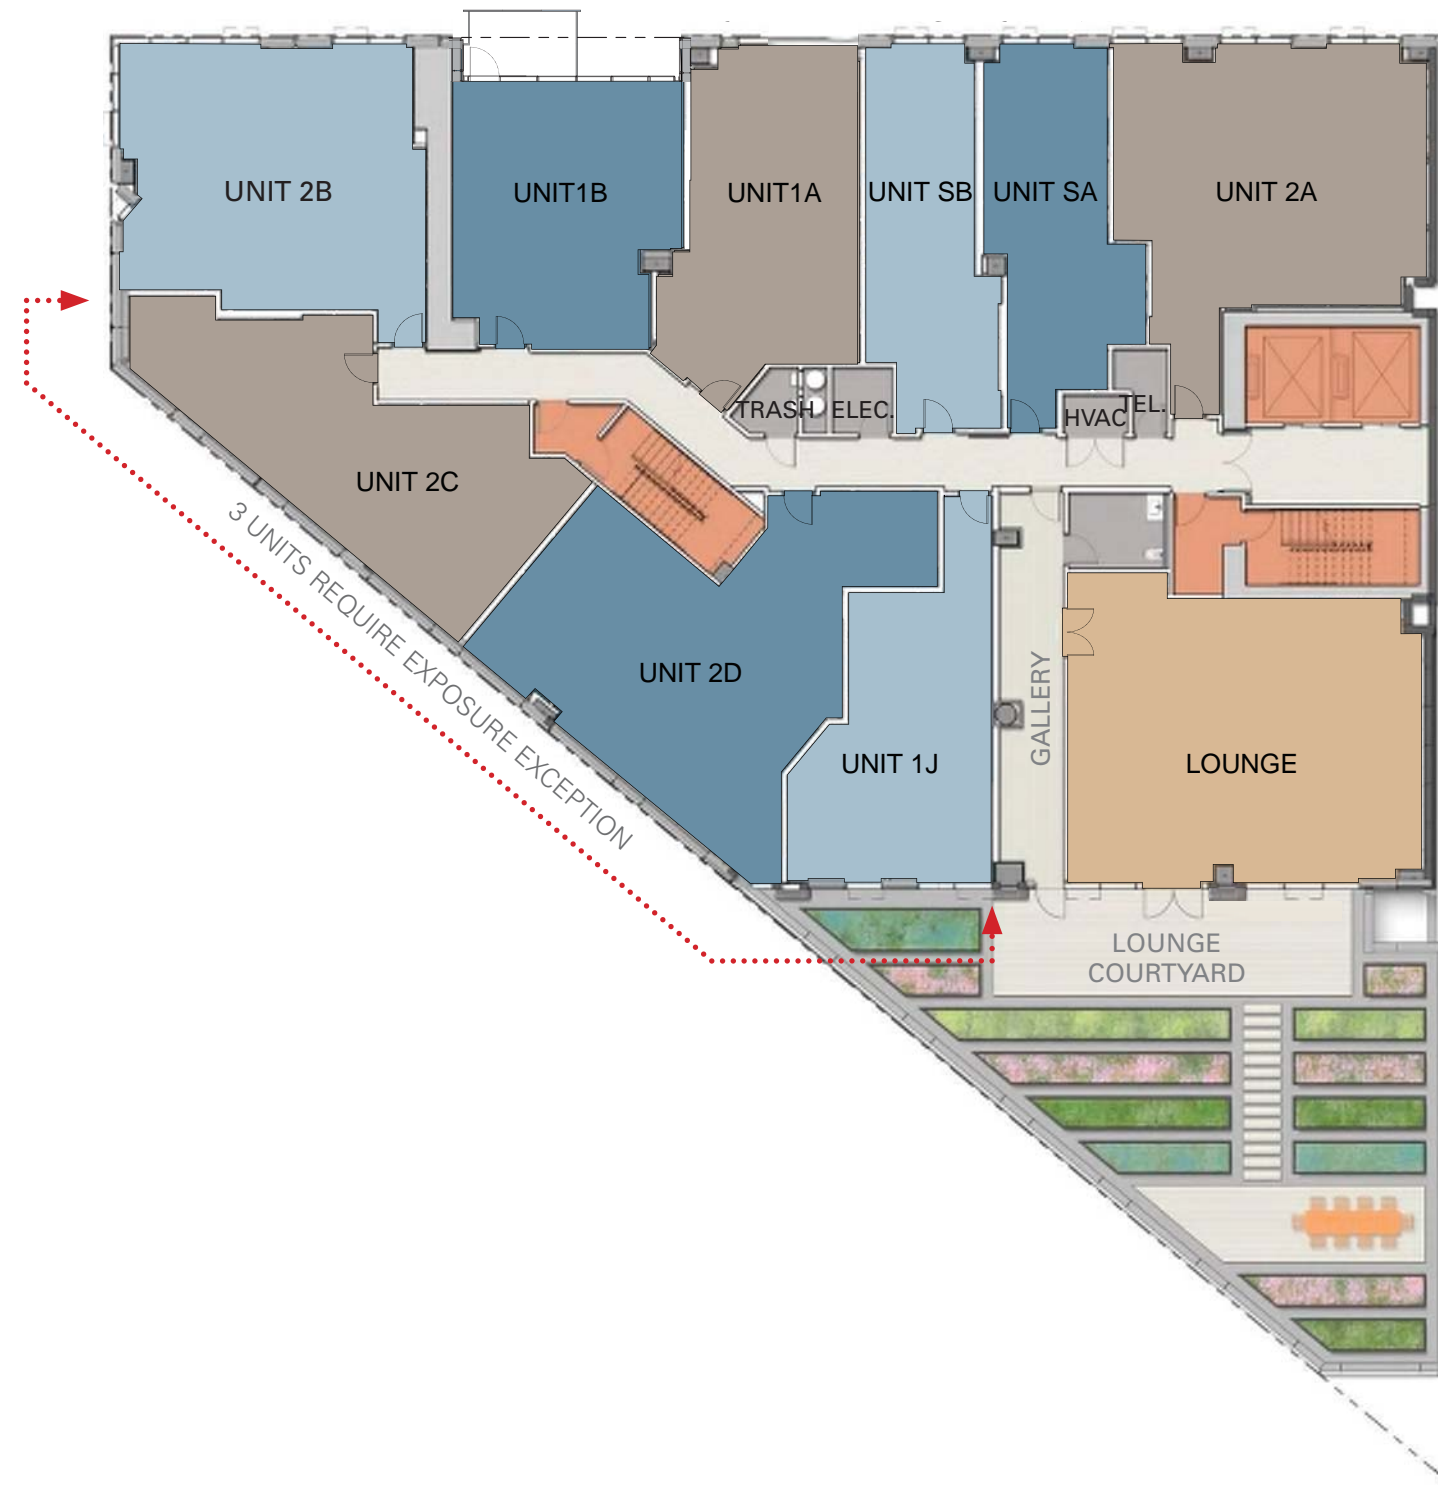 UNIT 2B
UNIT1B
UNIT1A
UNIT SB
UNIT SA
UNIT 2A
TRASH
ELEC.
HVAC
TEL.
UNIT 2C
3 UNITS REQUIRE EXPOSURE EXCEPTION
UNIT 2D
UNIT 1J
GALLERY
LOUNGE
LOUNGE
COURTYARD